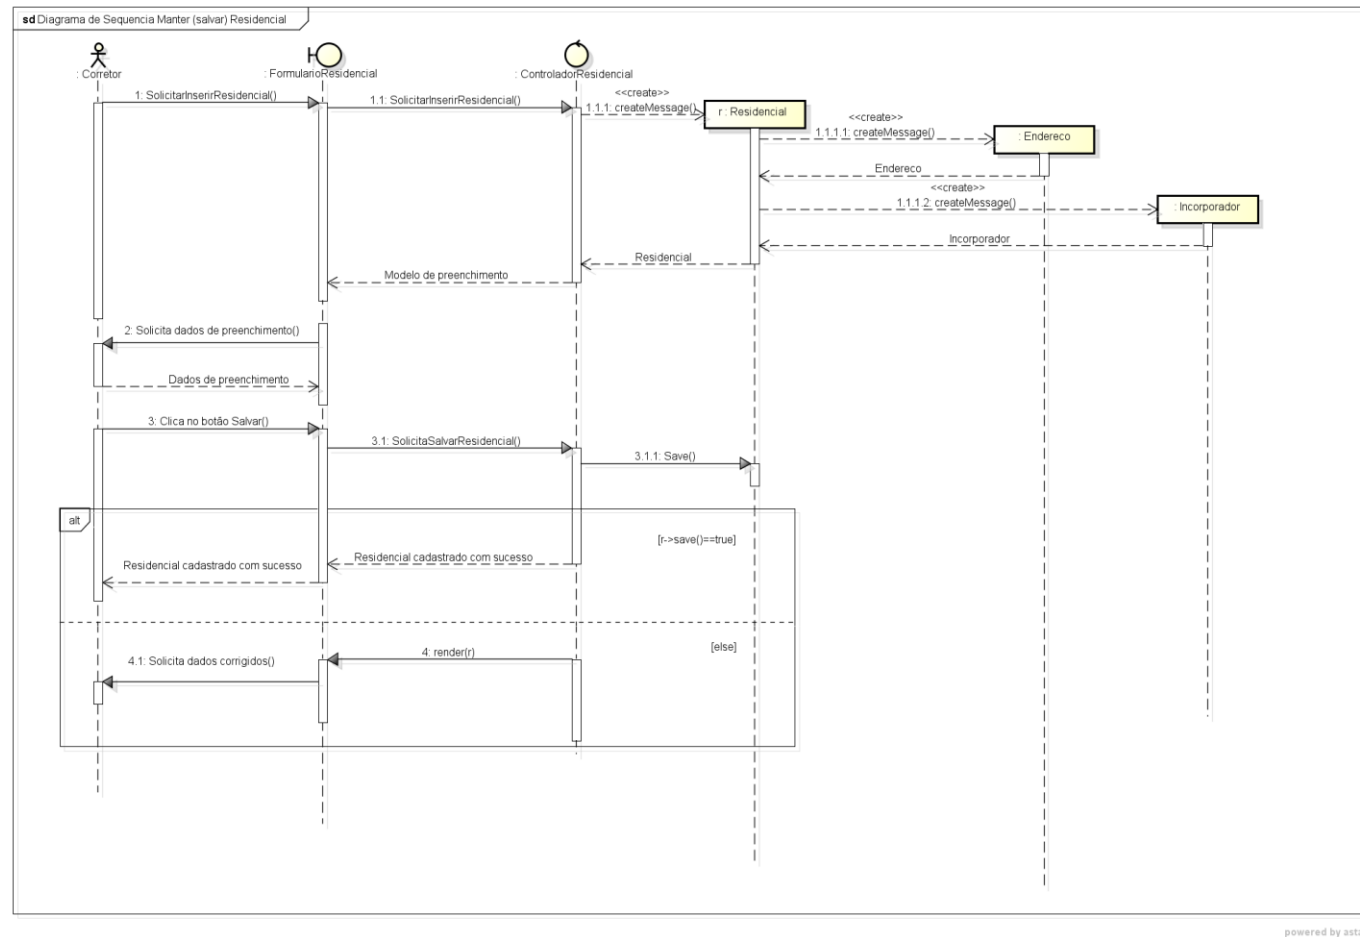 sd Diagrama de Sequencia Manter (salvar) Residencial
: Corretor
: FormularioResidencial
: ControladorResidencial
1: SolicitarInserirResidencial()
1.1: SolicitarInserirResidencial()
<<create>>
1.1.1: createMessage()
r : Residencial
<<create>>
1.1.1.1: createMessage()
: Endereco
Endereco
<<create>>
1.1.1.2: createMessage()
: Incorporador
Incorporador
Residencial
Modelo de preenchimento
2: Solicita dados de preenchimento()
Dados de preenchimento
3: Clica no botão Salvar()
3.1: SolicitaSalvarResidencial()
3.1.1: Save()
alt
[r->save()==true]
Residencial cadastrado com sucesso
Residencial cadastrado com sucesso
[else]
4: render(r)
4.1: Solicita dados corrigidos()
powered by asta